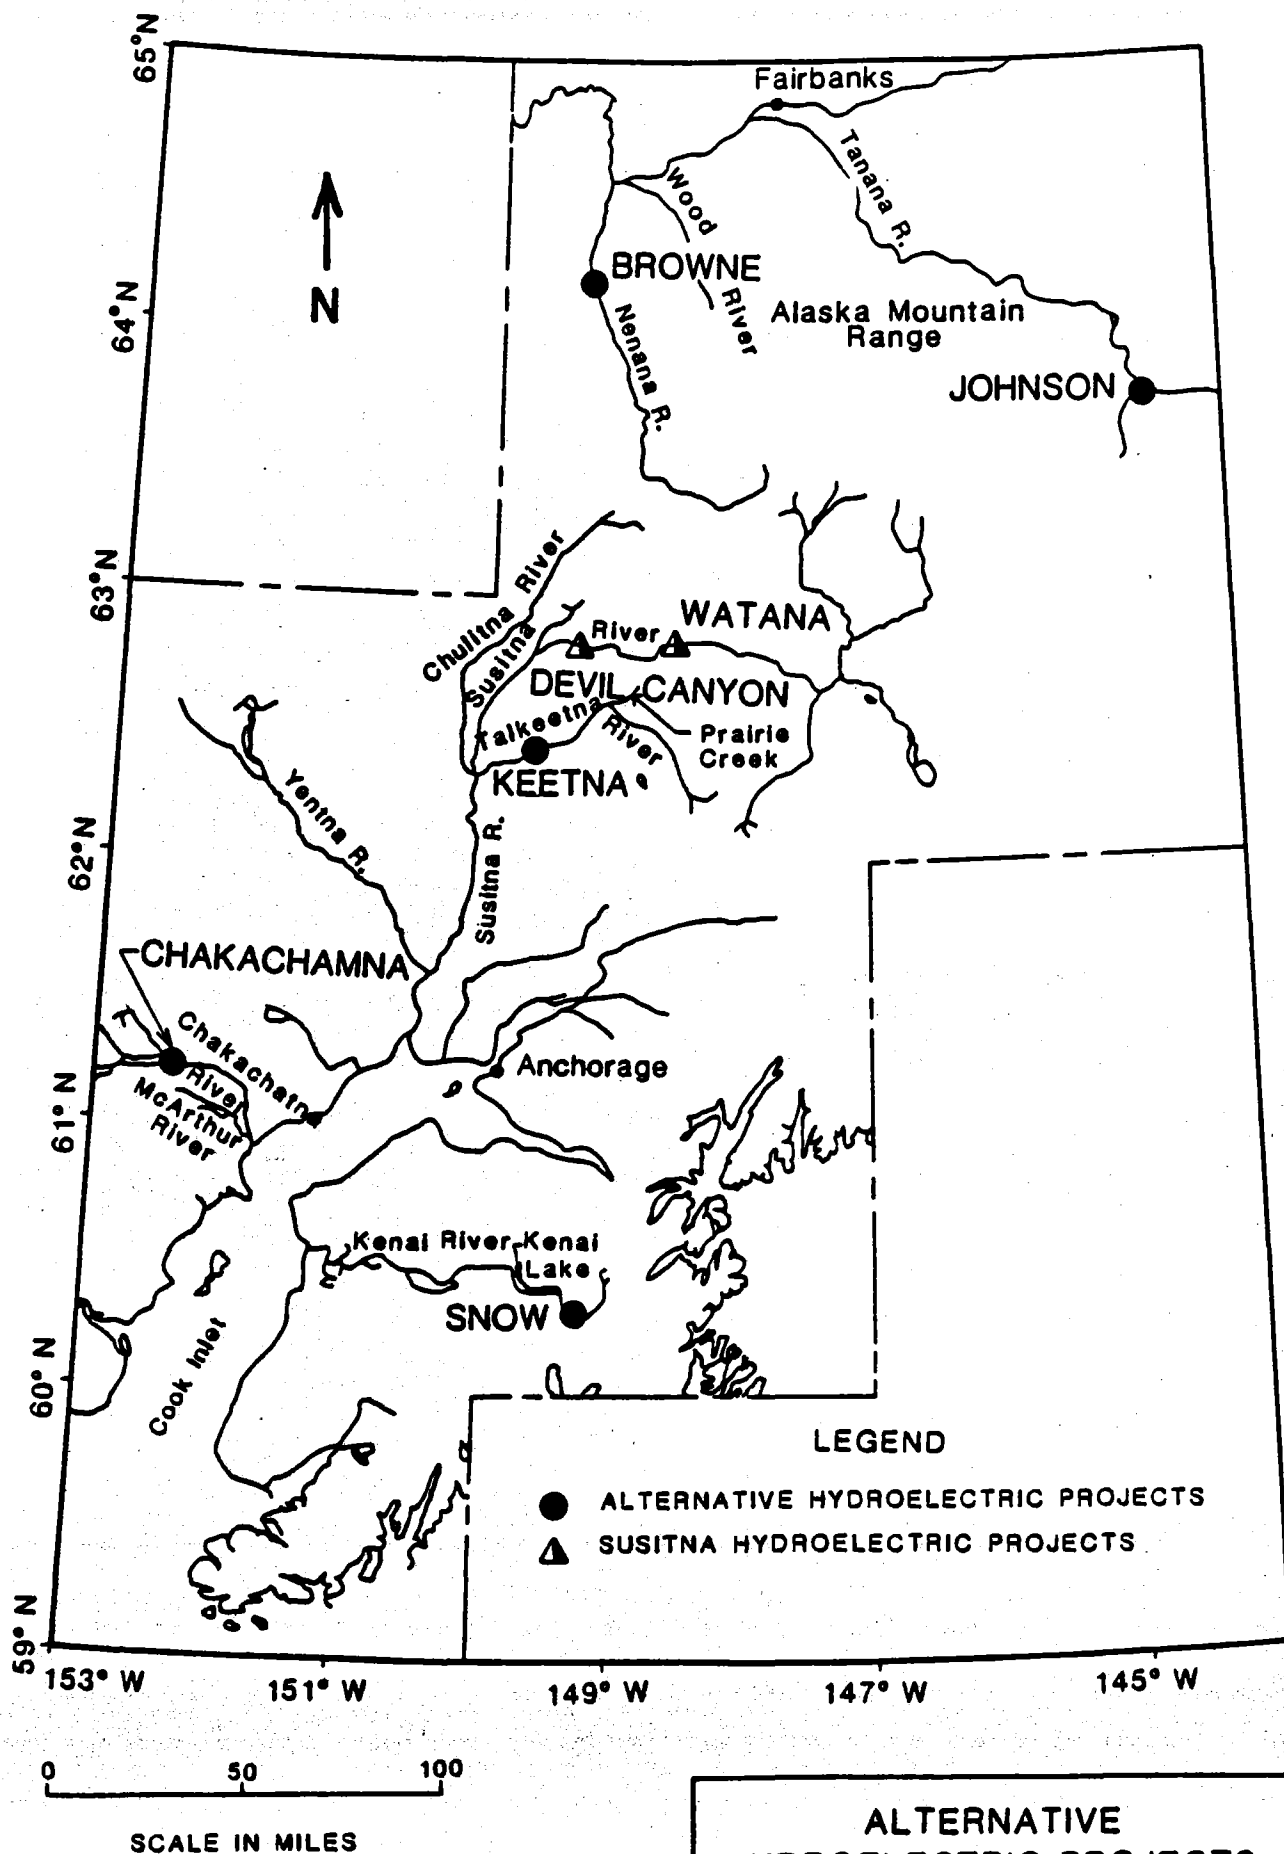 65°N
Fairbanks
Tanana R.
Wood
River
BROWNE
N
64°N
Nenana R.
Alaska Mountain
Range
JOHNSON
63°N
Chulitna River
Susitna
River
WATANA
DEVIL CANYON
Talkeetna
River
Prairie
Creek
KEETNA
62°N
Yentna R.
Susitna R.
CHAKACHAMNA
Chakachatna
River
McArthur
River
Anchorage
61°N
Kenai River
Kenai
Lake
SNOW
Cook Inlet
60°N
LEGEND
ALTERNATIVE HYDROELECTRIC PROJECTS
SUSITNA HYDROELECTRIC PROJECTS
59°N
153°W
151°W
149°W
147°W
145°W
0 50 100
SCALE IN MILES
ALTERNATIVE